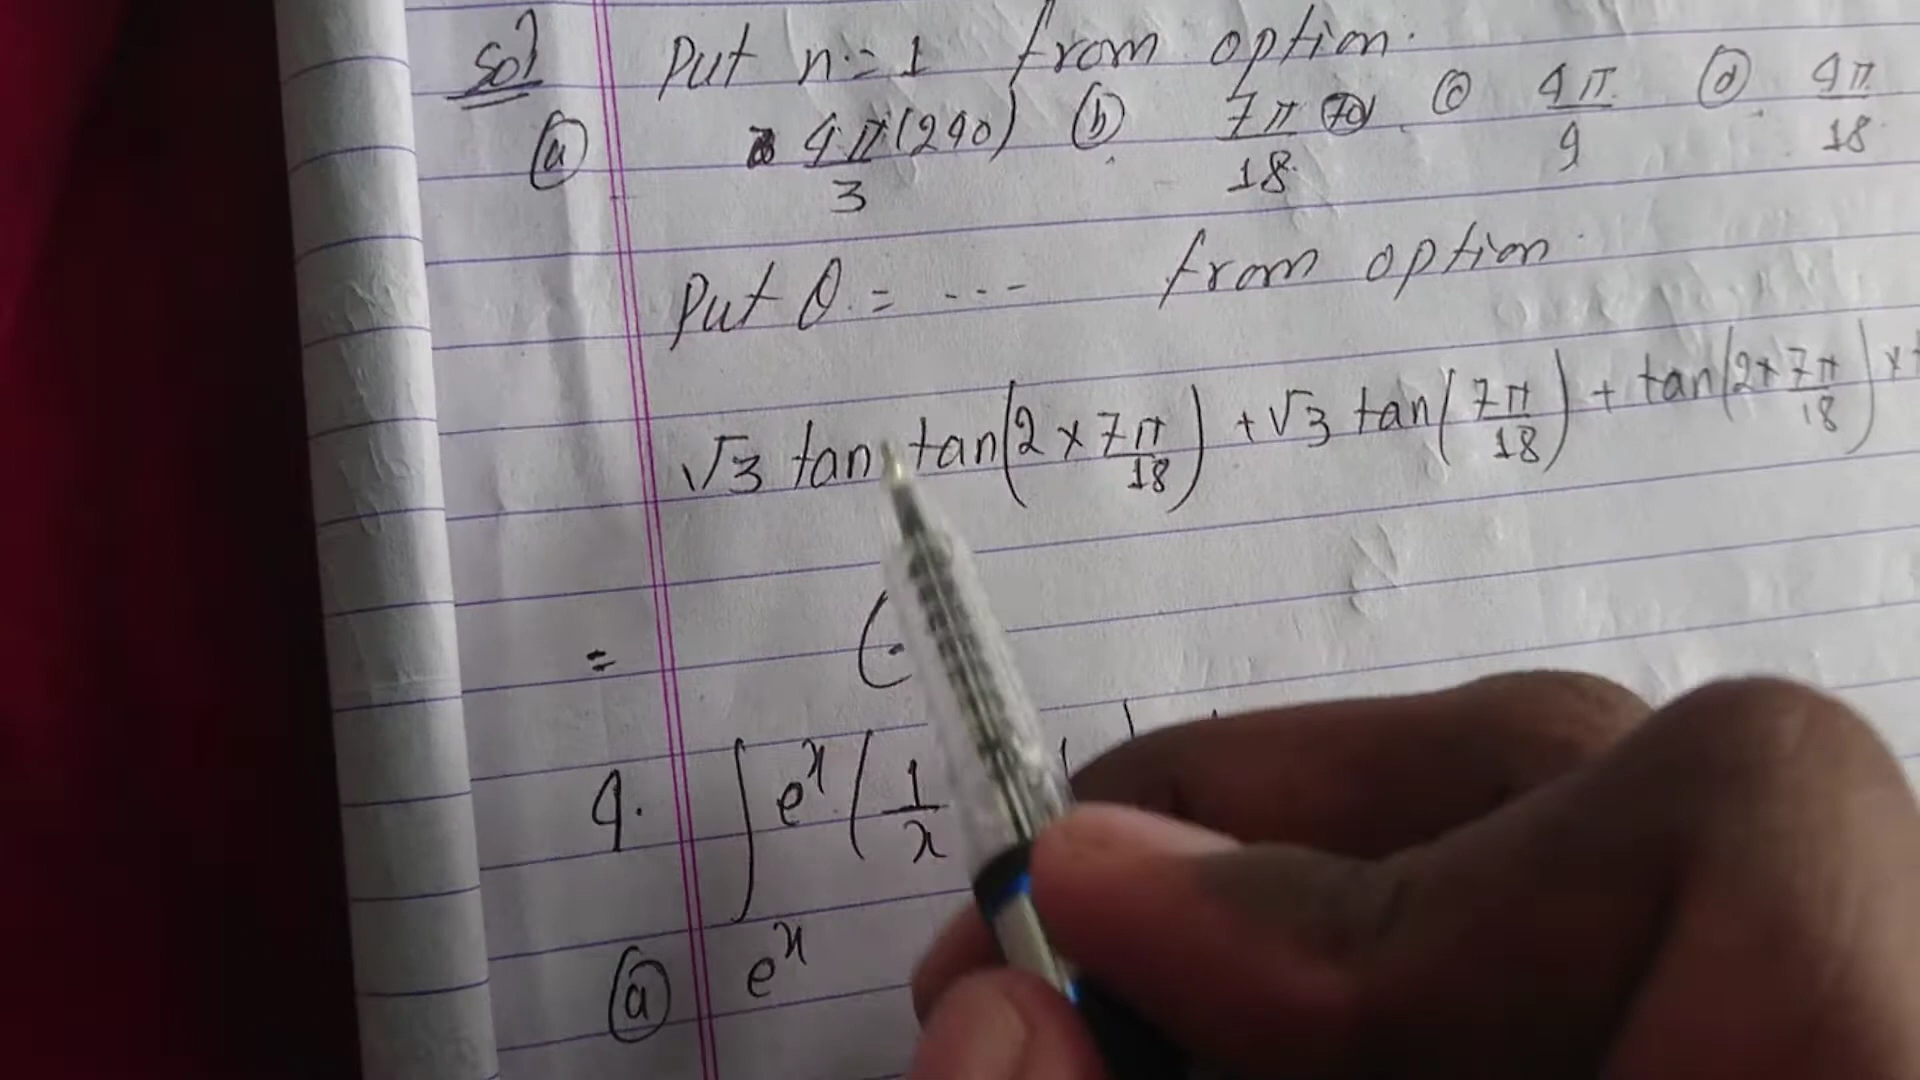 Sol Put n = 1 from option.
(a) 4π/3 (240) (b) 7π/18 70 (c) 4π/9 (d) 4π/18
Put θ = --- from option.
√3 tan tan(2 × 7π/18) + √3 tan(7π/18) + tan(2 × 7π/18) ×
= (
4. ∫ e^x (1/x
(a) e^x